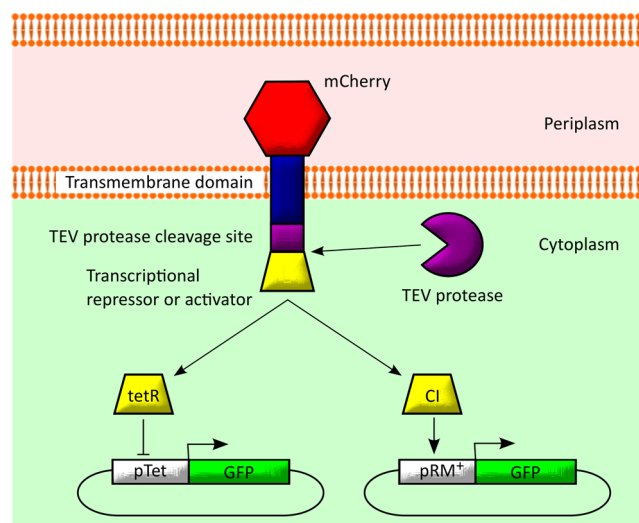 mCherry
Periplasm
Transmembrane domain
TEV protease cleavage site
Cytoplasm
Transcriptional
repressor or activator
TEV protease
tetR
CI
pTet
GFP
pRM⁺
GFP